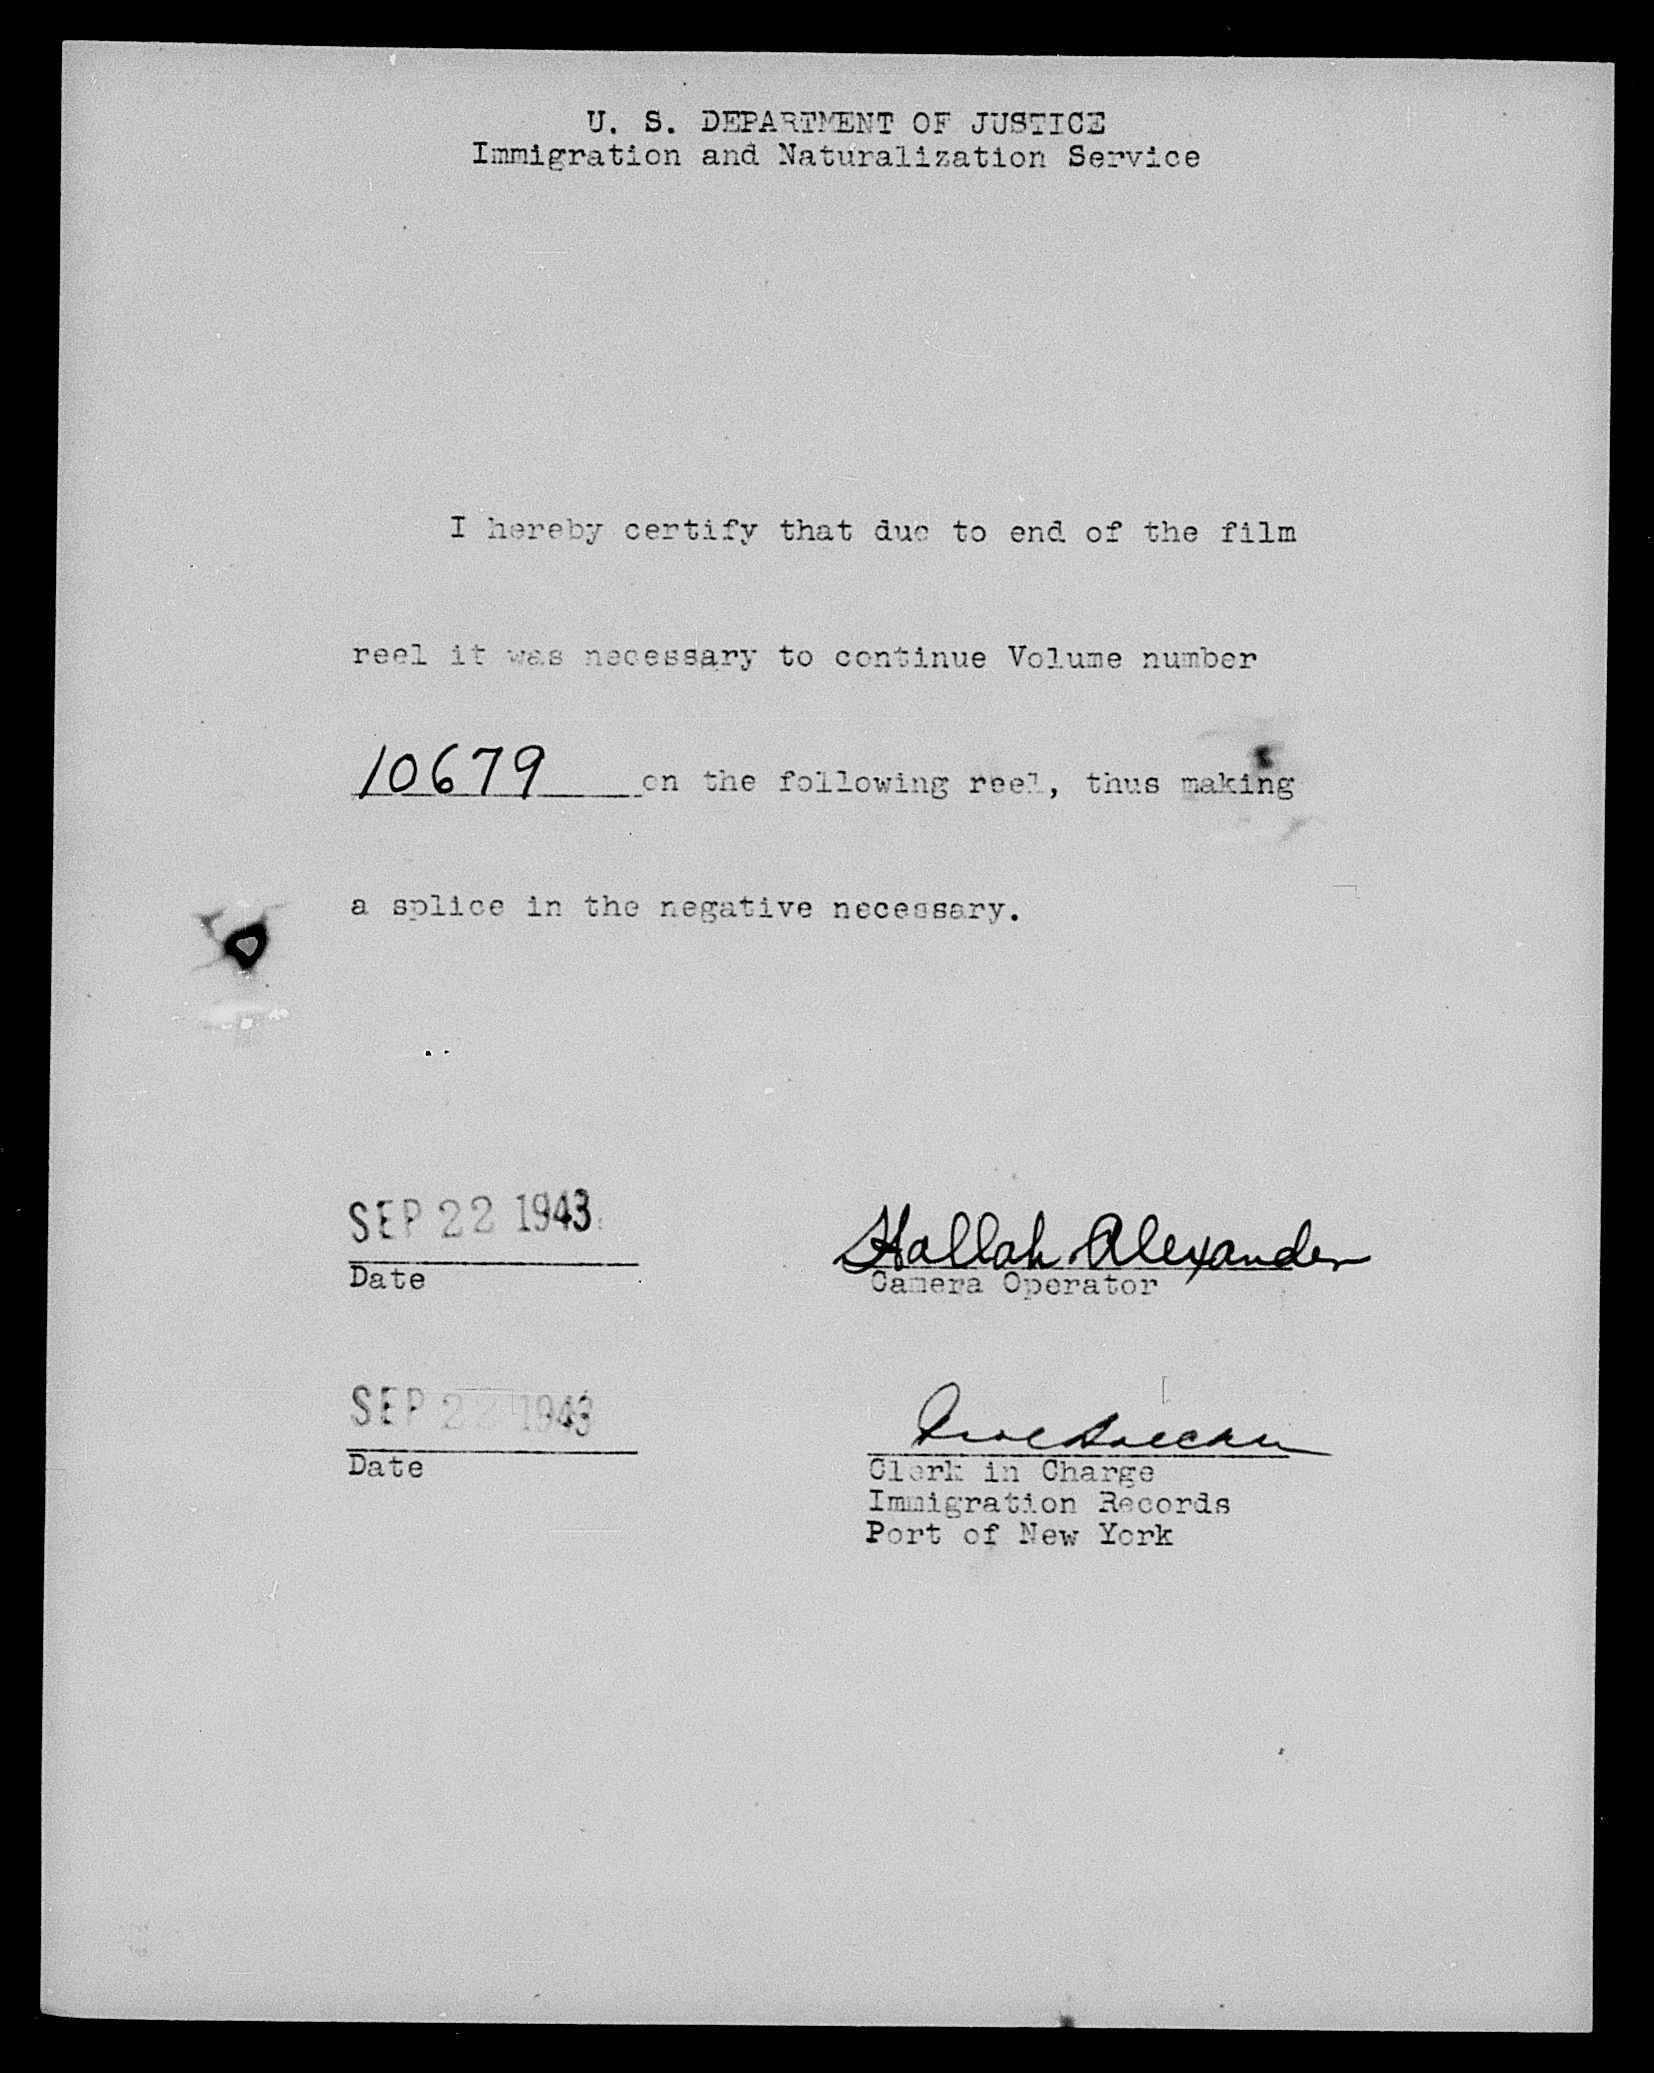 U. S. DEPARTMENT OF JUSTICE
Immigration and Naturalization Service
I hereby certify that due to end of the film
reel it was necessary to continue Volume number
10679 on the following reel, thus making
a splice in the negative necessary.
SEP 22 1943
Date
Hallah Alexander
Camera Operator
SEP 22 1943
Date
Clerk in Charge
Immigration Records
Port of New York